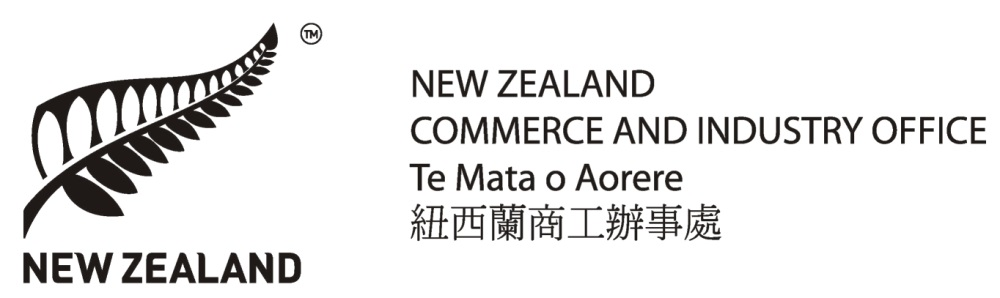 TM
NEW ZEALAND
NEW ZEALAND
COMMERCE AND INDUSTRY OFFICE
Te Mata o Aorere
紐西蘭商工辦事處